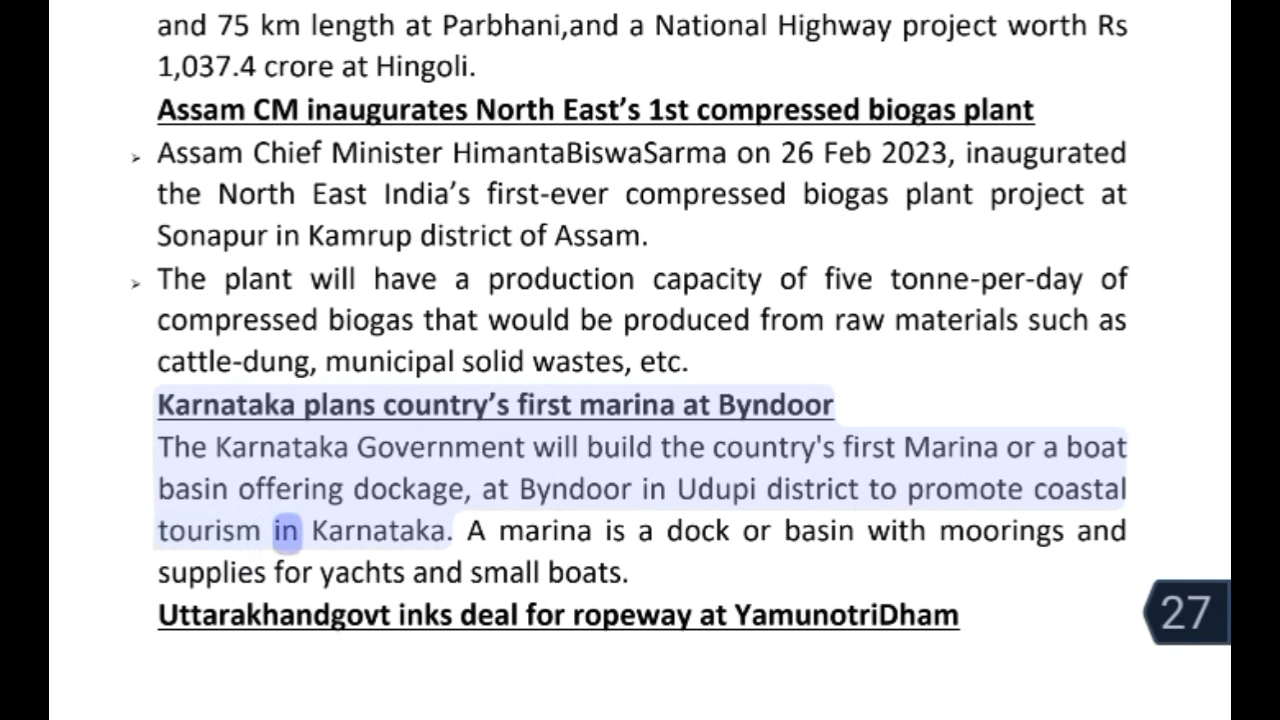 and 75 km length at Parbhani,and a National Highway project worth Rs
1,037.4 crore at Hingoli.
Assam CM inaugurates North East’s 1st compressed biogas plant
➢ Assam Chief Minister HimantaBiswaSarma on 26 Feb 2023, inaugurated
the North East India’s first-ever compressed biogas plant project at
Sonapur in Kamrup district of Assam.
➢ The plant will have a production capacity of five tonne-per-day of
compressed biogas that would be produced from raw materials such as
cattle-dung, municipal solid wastes, etc.
Karnataka plans country’s first marina at Byndoor
The Karnataka Government will build the country's first Marina or a boat
basin offering dockage, at Byndoor in Udupi district to promote coastal
tourism in Karnataka. A marina is a dock or basin with moorings and
supplies for yachts and small boats.
Uttarakhandgovt inks deal for ropeway at YamunotriDham
27